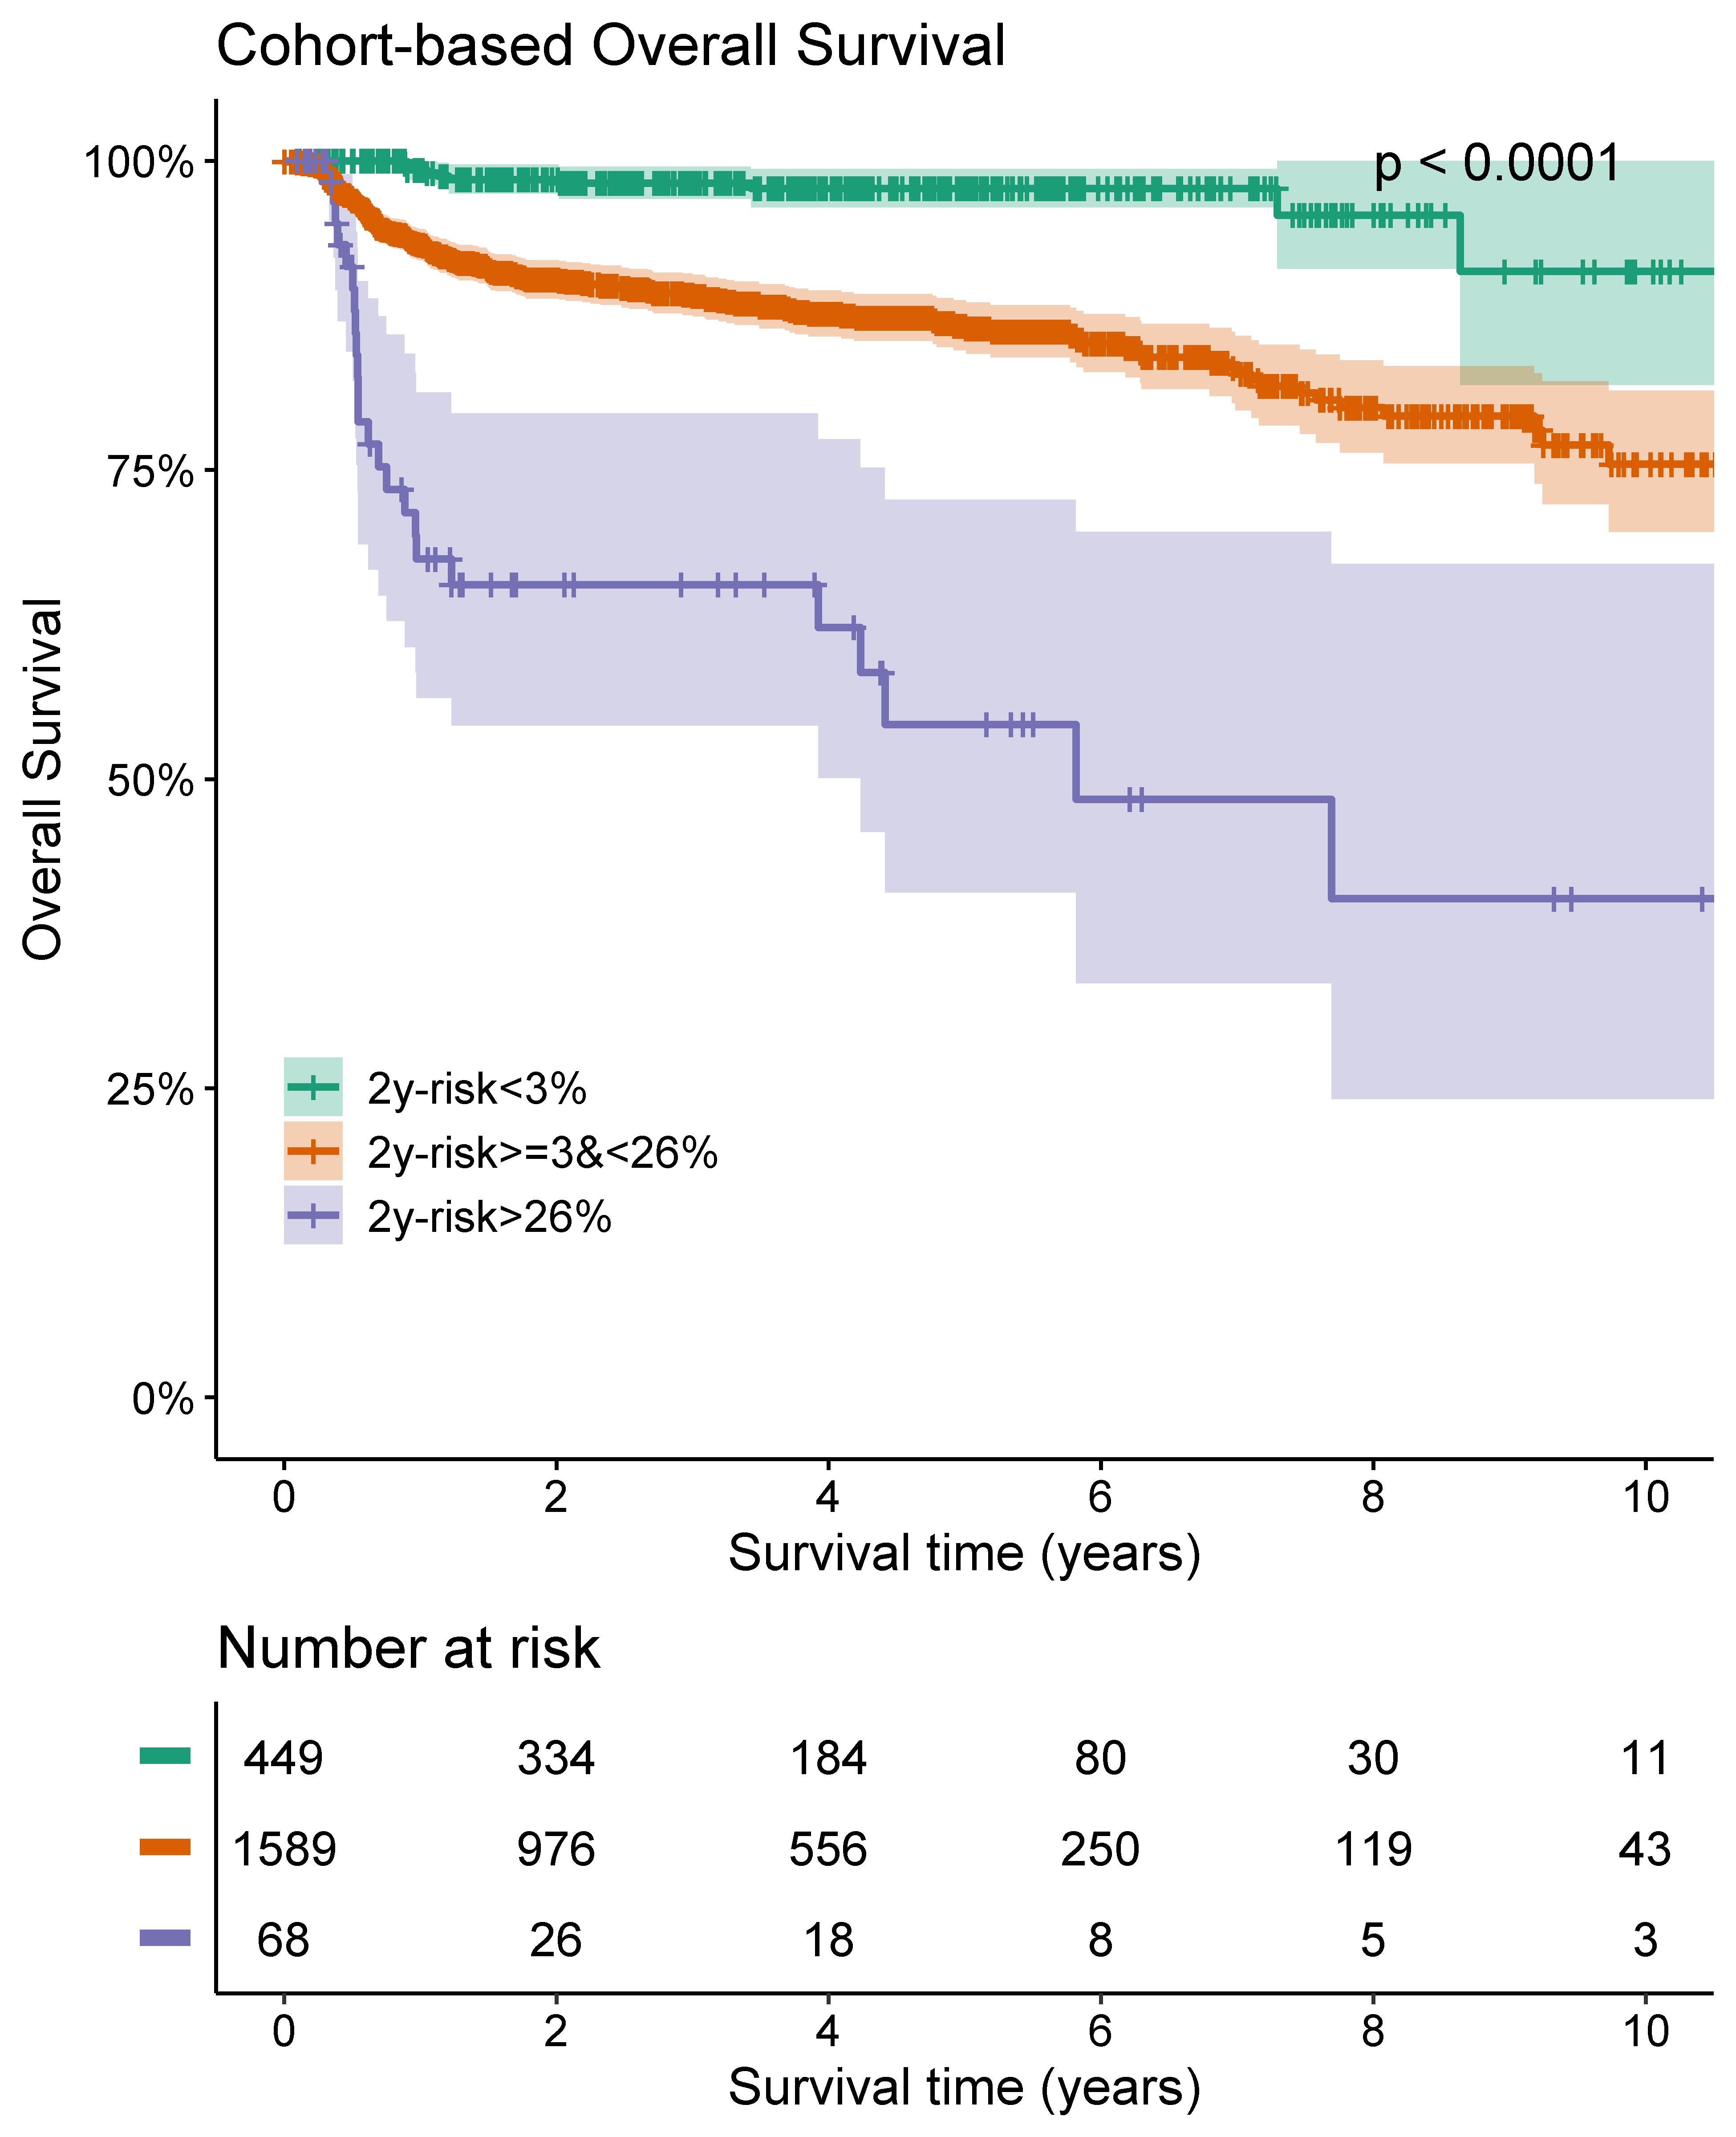 Cohort-based Overall Survival
p < 0.0001
100%
75%
50%
25%
0%
Overall Survival
2y-risk<3%
2y-risk>=3&<26%
2y-risk>26%
0 2 4 6 8 10
Survival time (years)
Number at risk
449 334 184 80 30 11
1589 976 556 250 119 43
68 26 18 8 5 3
0 2 4 6 8 10
Survival time (years)